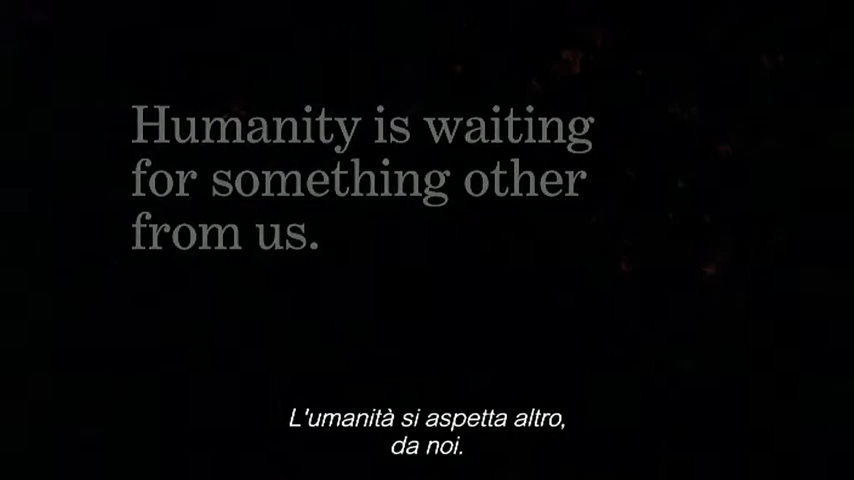 Humanity is waiting
for something other
from us.
L'umanità si aspetta altro,
da noi.